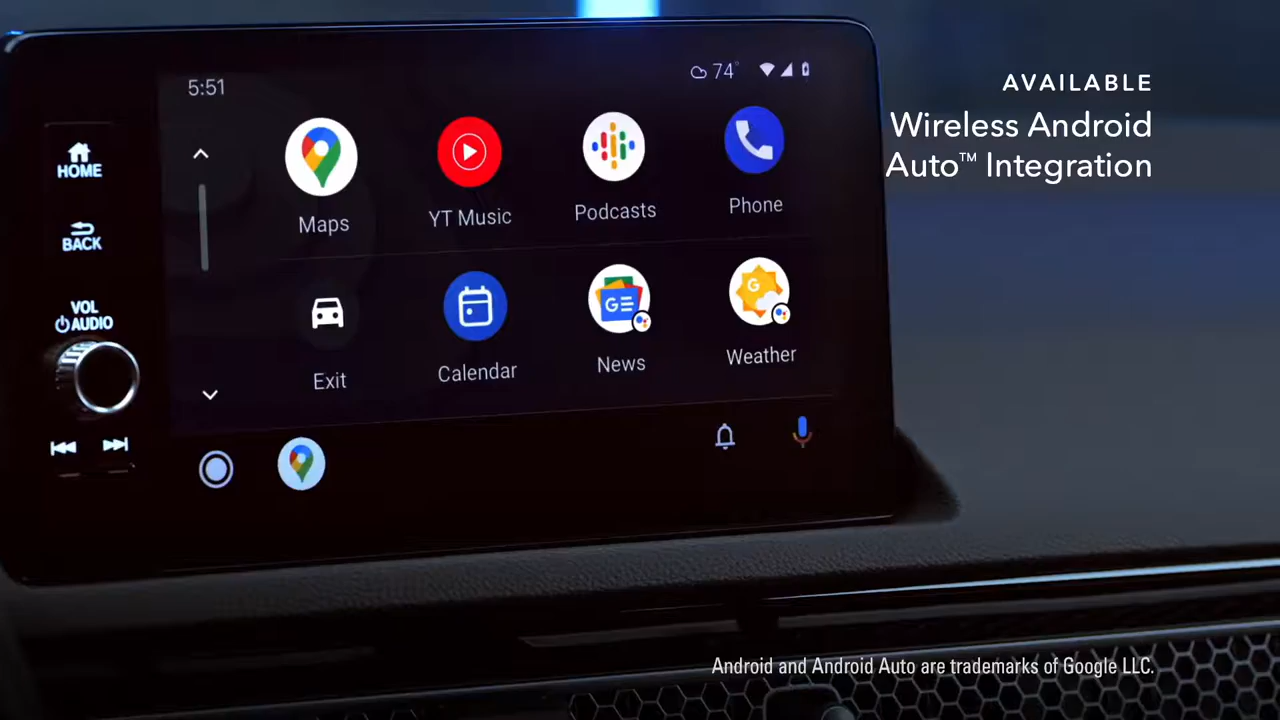 5:51
74°
AVAILABLE
Wireless Android
Auto™ Integration
HOME
BACK
VOL
AUDIO
Maps
YT Music
Podcasts
Phone
Exit
Calendar
GE
News
G
Weather
Android and Android Auto are trademarks of Google LLC.